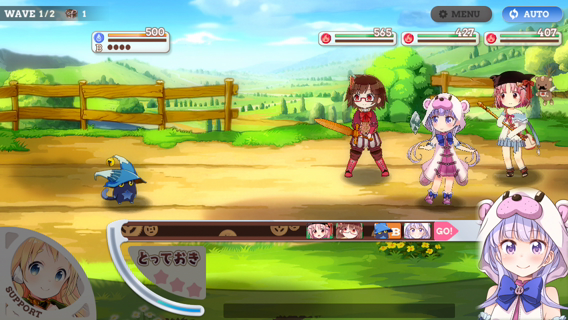 WAVE 1/2 1
MENU
AUTO
500
B
565
427
407
B
GO!
とっておき
SUPPORT